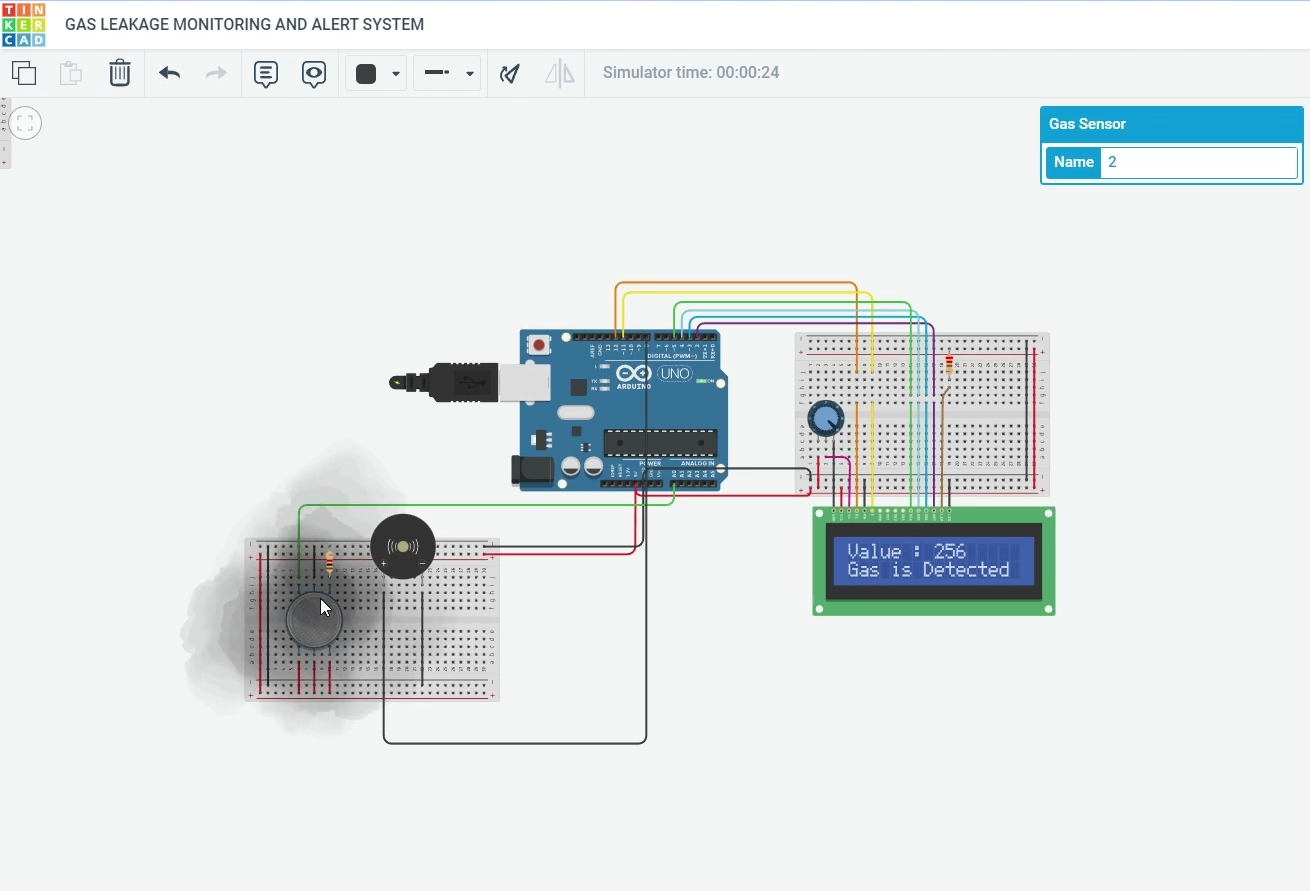 TIN
KER
CAD
GAS LEAKAGE MONITORING AND ALERT SYSTEM
Simulator time: 00:00:24
Gas Sensor
Name 2
DIGITAL (PWM~)
UNO
ARDUINO
POWER
ANALOG IN
Value : 256
Gas is Detected